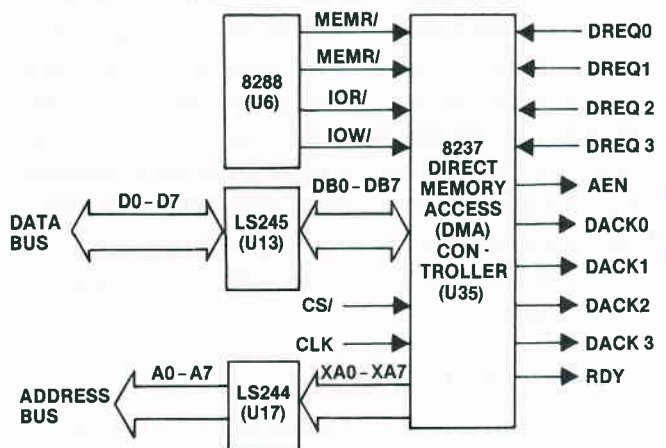 MEMR/
MEMR/
IOR/
IOW/
8288
(U6)
8237
DIRECT
MEMORY
ACCESS
(DMA)
CON -
TROLLER
(U35)
DREQ0
DREQ1
DREQ 2
DREQ 3
AEN
DACK0
DACK1
DACK2
DACK 3
RDY
DATA
BUS
D0-D7
LS245
(U13)
DB0-DB7
CS/
CLK
ADDRESS
BUS
A0-A7
LS244
(U17)
XA0-XA7